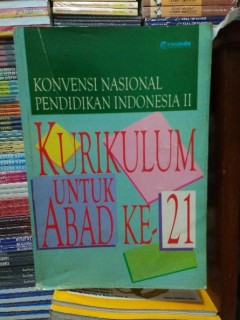 KONVENSI NASIONAL
PENDIDIKAN INDONESIA II
KURIKULUM
UNTUK
ABAD KE-21